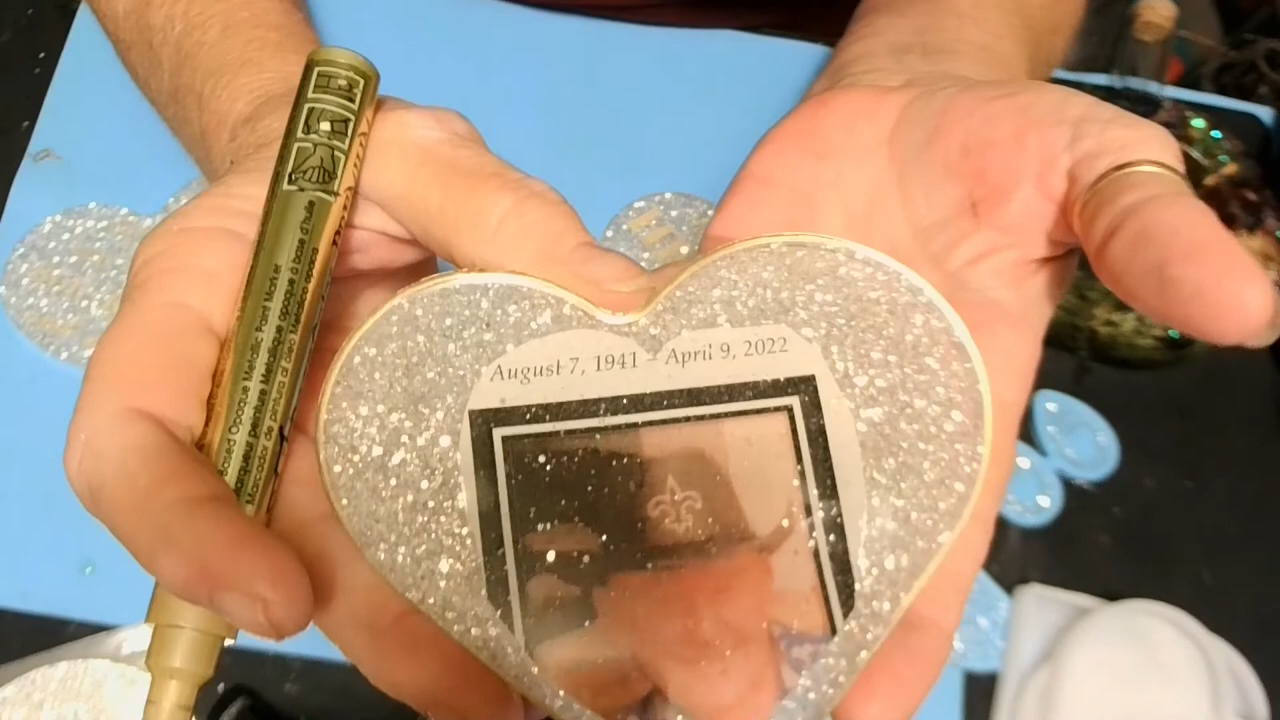 August 7, 1941 – April 9, 2022
Opaque Metallic Paint Marker
Marqueur peinture Métallique opaque à base d'huile
Marcador de pintura al óleo Metálico opaco